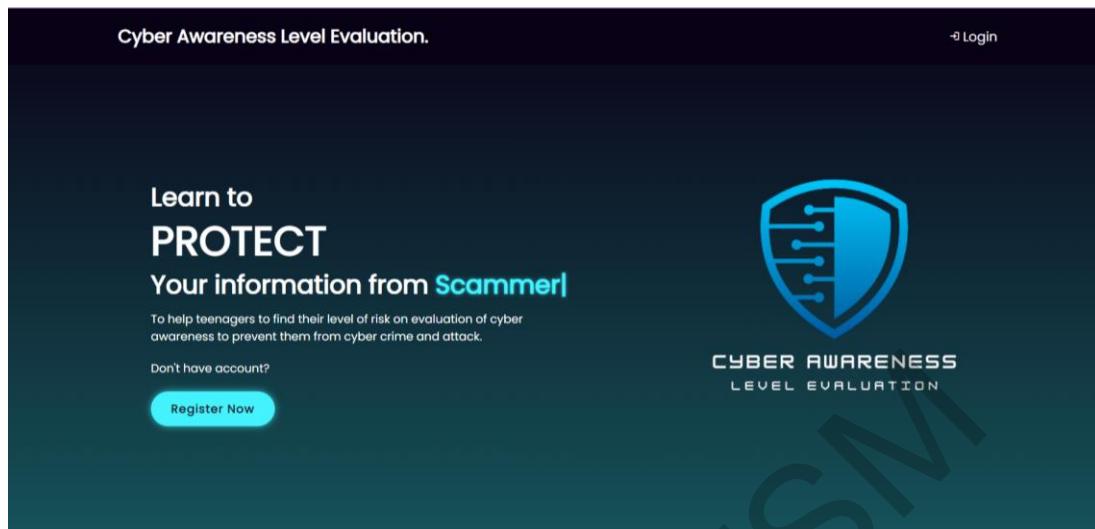 Cyber Awareness Level Evaluation.
Login
Learn to
PROTECT
Your information from Scammer|
To help teenagers to find their level of risk on evaluation of cyber
awareness to prevent them from cyber crime and attack.
Don't have account?
Register Now
CYBER AWARENESS
LEVEL EVALUATION